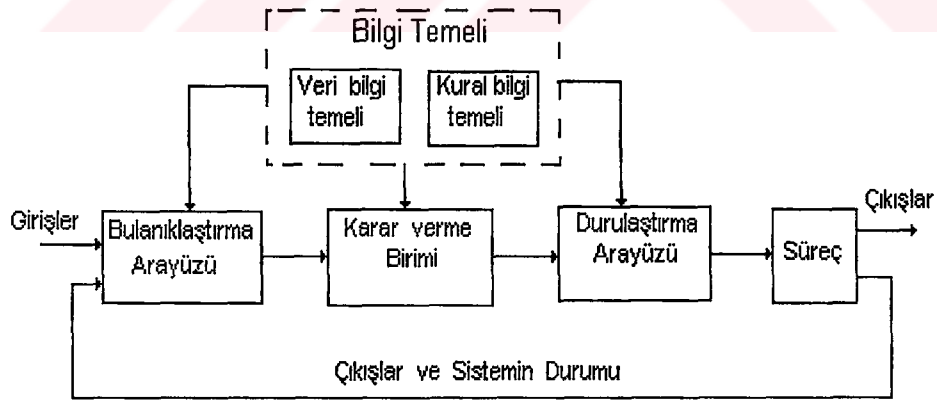 Bilgi Temeli
Veri bilgi
temeli
Kural bilgi
temeli
Girişler
Bulanıklaştırma
Arayüzü
Karar verme
Birimi
Durulaştırma
Arayüzü
Süreç
Çıkışlar
Çıkışlar ve Sistemin Durumu